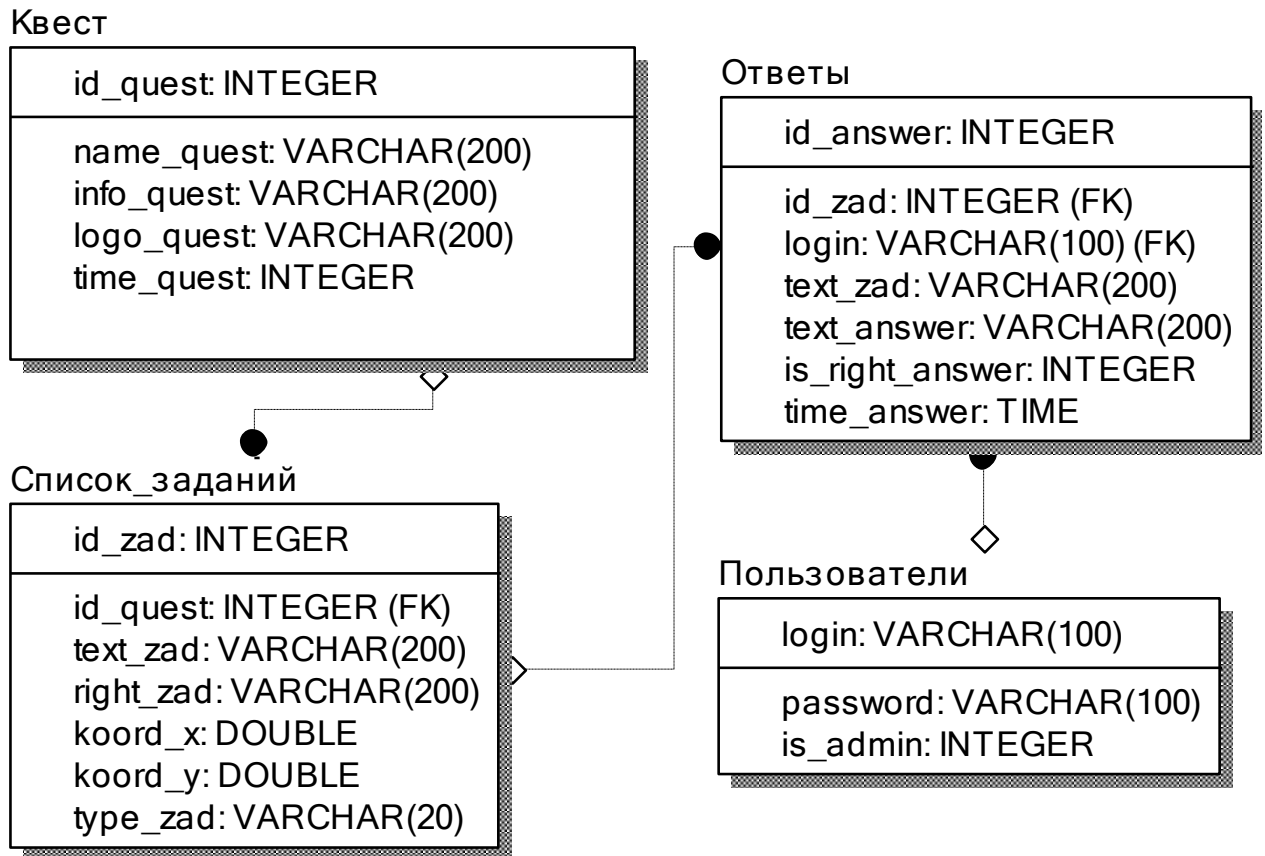 Квест
id_quest: INTEGER
name_quest: VARCHAR(200)
info_quest: VARCHAR(200)
logo_quest: VARCHAR(200)
time_quest: INTEGER
Ответы
id_answer: INTEGER
id_zad: INTEGER (FK)
login: VARCHAR(100) (FK)
text_zad: VARCHAR(200)
text_answer: VARCHAR(200)
is_right_answer: INTEGER
time_answer: TIME
Список_заданий
id_zad: INTEGER
id_quest: INTEGER (FK)
text_zad: VARCHAR(200)
right_zad: VARCHAR(200)
koord_x: DOUBLE
koord_y: DOUBLE
type_zad: VARCHAR(20)
Пользователи
login: VARCHAR(100)
password: VARCHAR(100)
is_admin: INTEGER